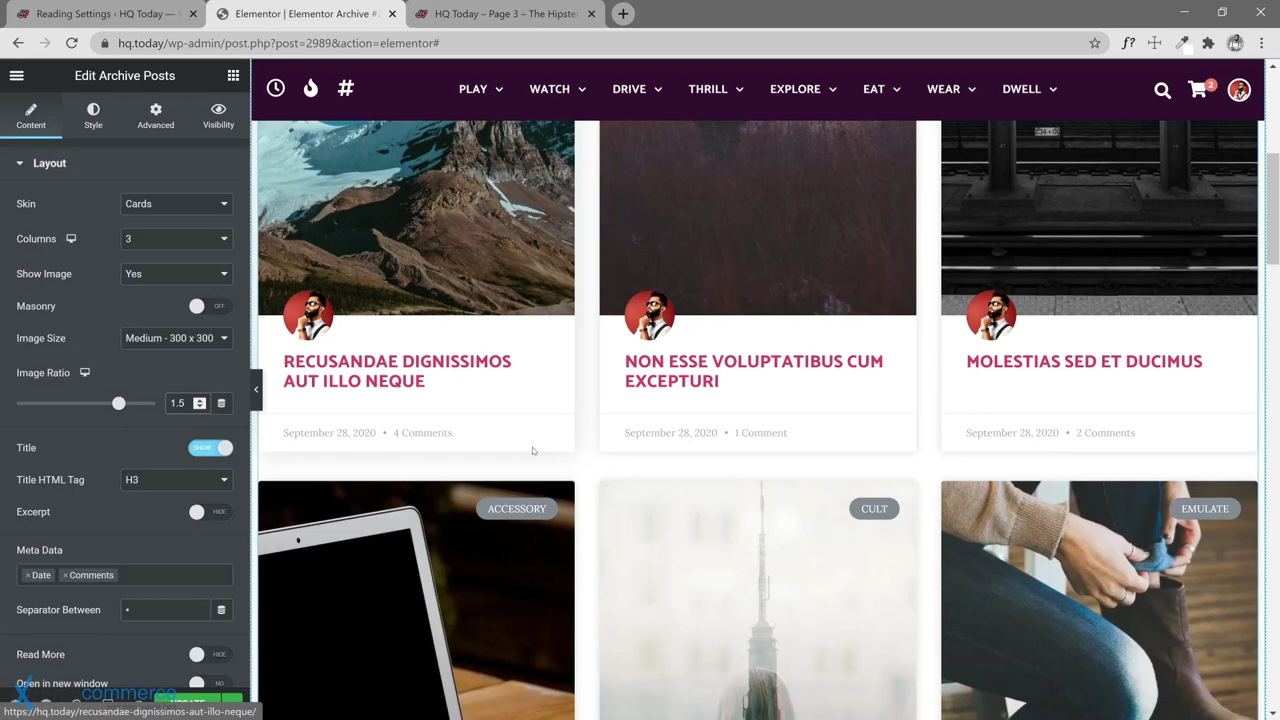 Reading Settings ‹ HQ Today —
Elementor | Elementor Archive #2
HQ Today – Page 3 – The Hipster
hq.today/wp-admin/post.php?post=2989&action=elementor#
Edit Archive Posts
Content
Style
Advanced
Visibility
Layout
Skin
Cards
Columns
3
Show Image
Yes
Masonry
OFF
Image Size
Medium - 300 x 300
Image Ratio
1.5
Title
SHOW
Title HTML Tag
H3
Excerpt
HIDE
Meta Data
× Date × Comments
Separator Between
•
Read More
HIDE
Open in new window
NO
commerce
https://hq.today/recusandae-dignissimos-aut-illo-neque/
#
PLAY
WATCH
DRIVE
THRILL
EXPLORE
EAT
WEAR
DWELL
2
RECUSANDAE DIGNISSIMOS
AUT ILLO NEQUE
September 28, 2020 • 4 Comments
NON ESSE VOLUPTATIBUS CUM
EXCEPTURI
September 28, 2020 • 1 Comment
MOLESTIAS SED ET DUCIMUS
September 28, 2020 • 2 Comments
ACCESSORY
CULT
EMULATE